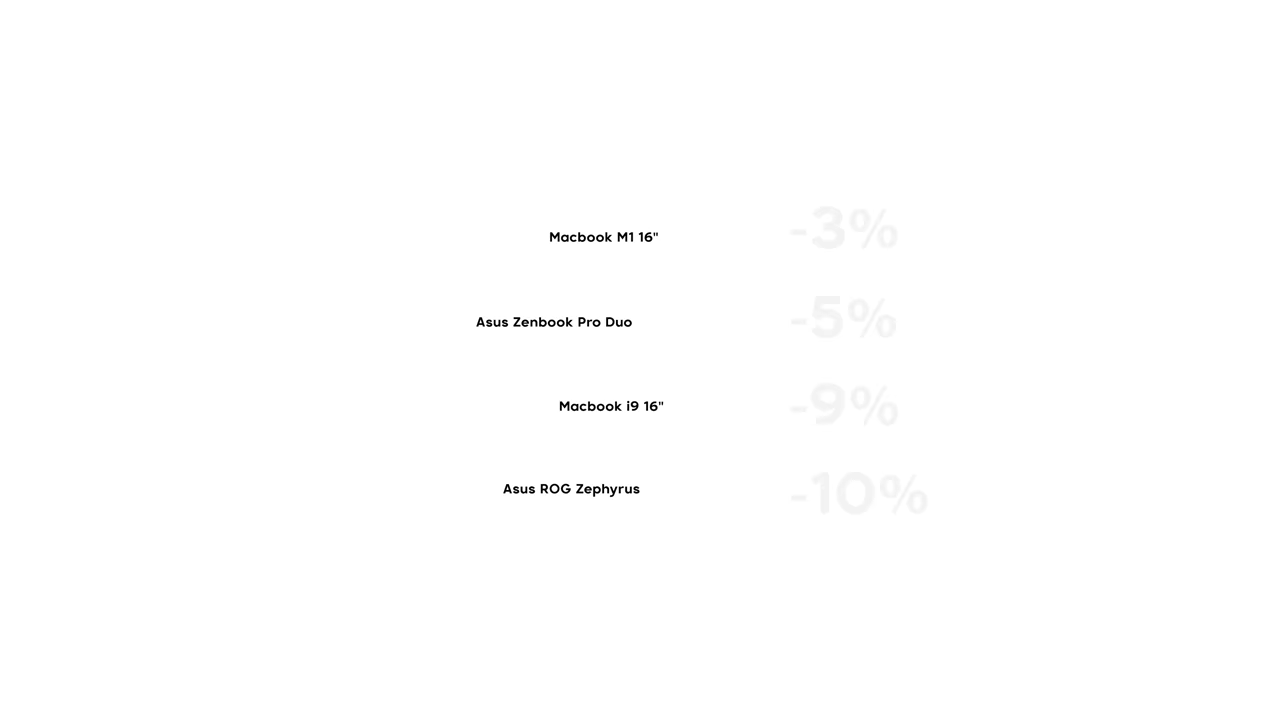 Macbook M1 16" -3%
Asus Zenbook Pro Duo -5%
Macbook i9 16" -9%
Asus ROG Zephyrus -10%